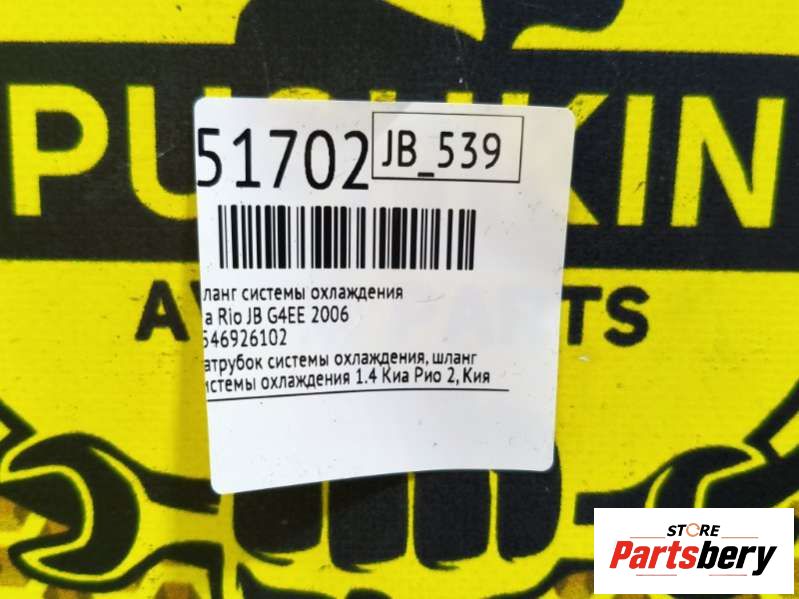 PUSHKIN
51702
JB_539
ланг системы охлаждения
a Rio JB G4EE 2006
546926102
атрубок системы охлаждения, шланг
истемы охлаждения 1.4 Киа Рио 2, Кия
STORE
Partsbery